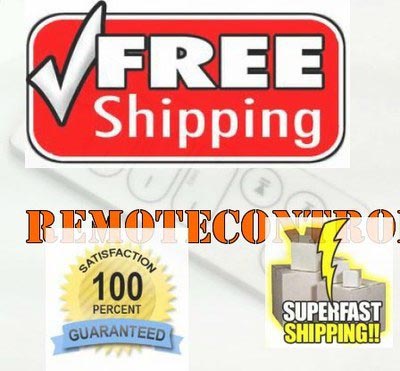 FREE
Shipping
REMOTECONTRO
SATISFACTION
100
PERCENT
GUARANTEED
SUPERFAST
SHIPPING!!